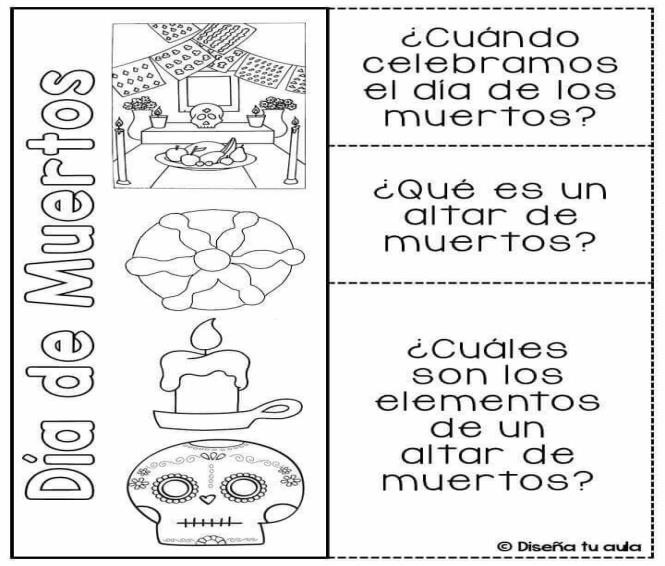 Día de Muertos
¿Cuándo
celebramos
el día de los
muertos?
¿Qué es un
altar de
muertos?
¿Cuáles
son los
elementos
de un
altar de
muertos?
© Diseña tu aula